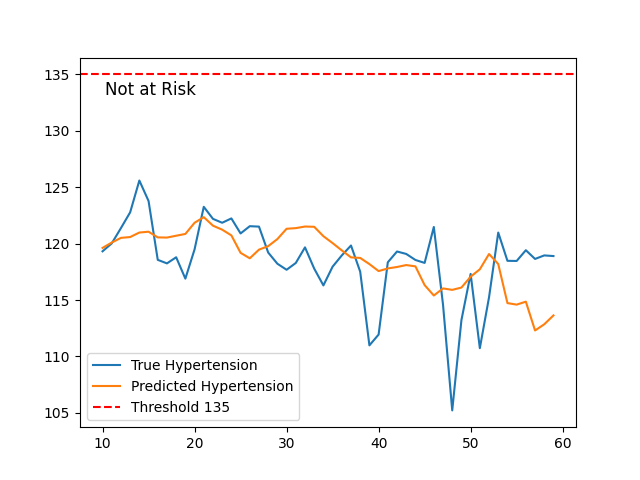 135
130
125
120
115
110
105
Not at Risk
True Hypertension
Predicted Hypertension
Threshold 135
10 20 30 40 50 60